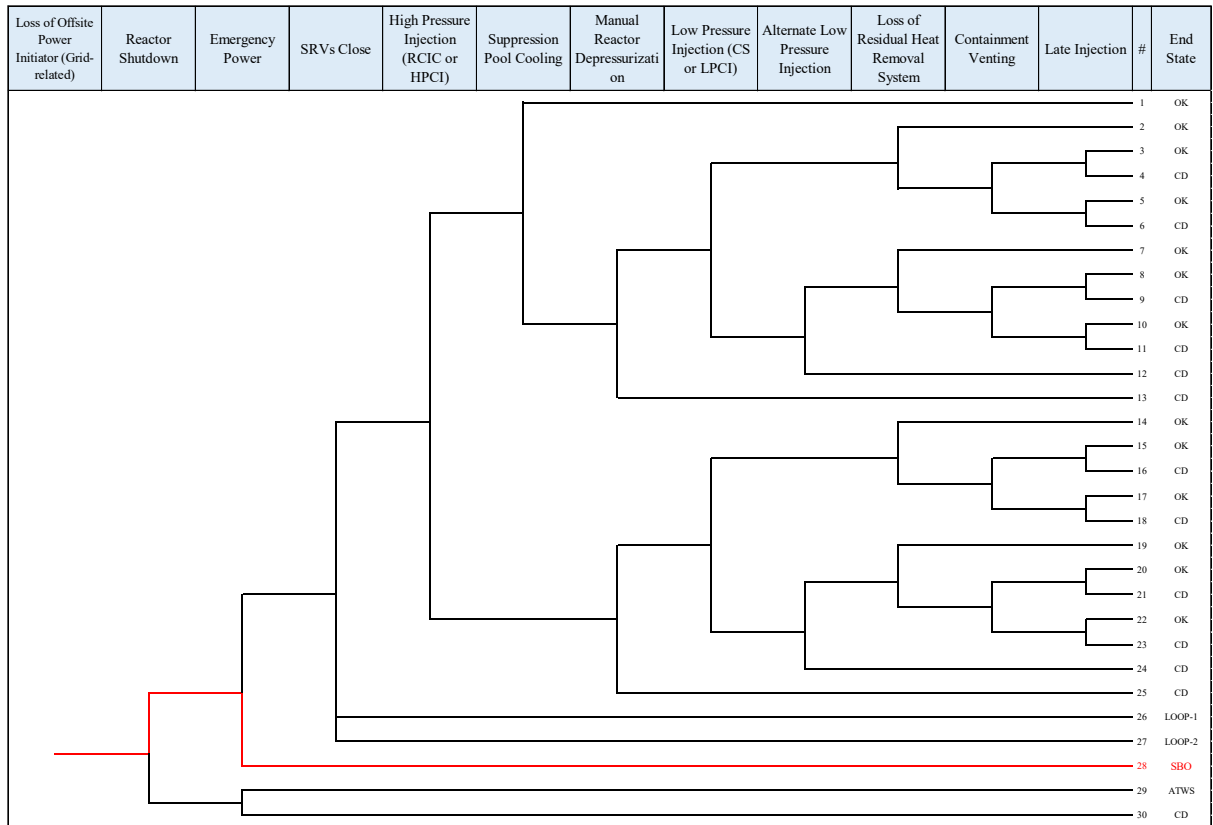 Loss of Offsite
Power
Initiator (Grid-
related)
Reactor
Shutdown
Emergency
Power
SRVs Close
High Pressure
Injection
(RCIC or
HPCI)
Suppression
Pool Cooling
Manual
Reactor
Depressurizati
on
Low Pressure
Injection (CS
or LPCI)
Alternate Low
Pressure
Injection
Loss of
Residual Heat
Removal
System
Containment
Venting
Late Injection
#
End
State
1 OK
2 OK
3 OK
4 CD
5 OK
6 CD
7 OK
8 OK
9 CD
10 OK
11 CD
12 CD
13 CD
14 OK
15 OK
16 CD
17 OK
18 CD
19 OK
20 OK
21 CD
22 OK
23 CD
24 CD
25 CD
26 LOOP-1
27 LOOP-2
28 SBO
29 ATWS
30 CD